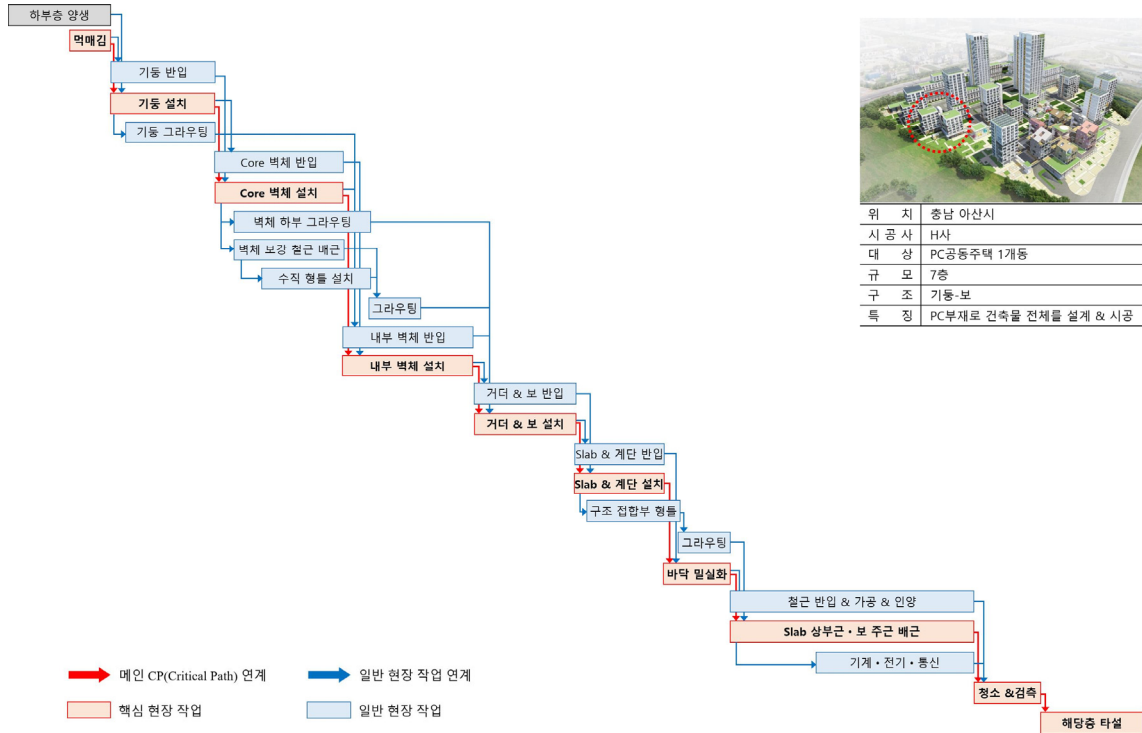 하부층 양생
먹매김
기둥 반입
기둥 설치
기둥 그라우팅
Core 벽체 반입
Core 벽체 설치
벽체 하부 그라우팅
벽체 보강 철근 배근
수직 형틀 설치
그라우팅
내부 벽체 반입
내부 벽체 설치
거더 & 보 반입
거더 & 보 설치
Slab & 계단 반입
Slab & 계단 설치
구조 접합부 형틀
그라우팅
바닥 밀실화
철근 반입 & 가공 & 인양
Slab 상부근・보 주근 배근
기계・전기・통신
청소 &검측
해당층 타설
위 치 충남 아산시
시 공 사 H사
대 상 PC공동주택 1개동
규 모 7층
구 조 기둥-보
특 징 PC부재로 건축물 전체를 설계 & 시공
메인 CP(Critical Path) 연계
일반 현장 작업 연계
핵심 현장 작업
일반 현장 작업